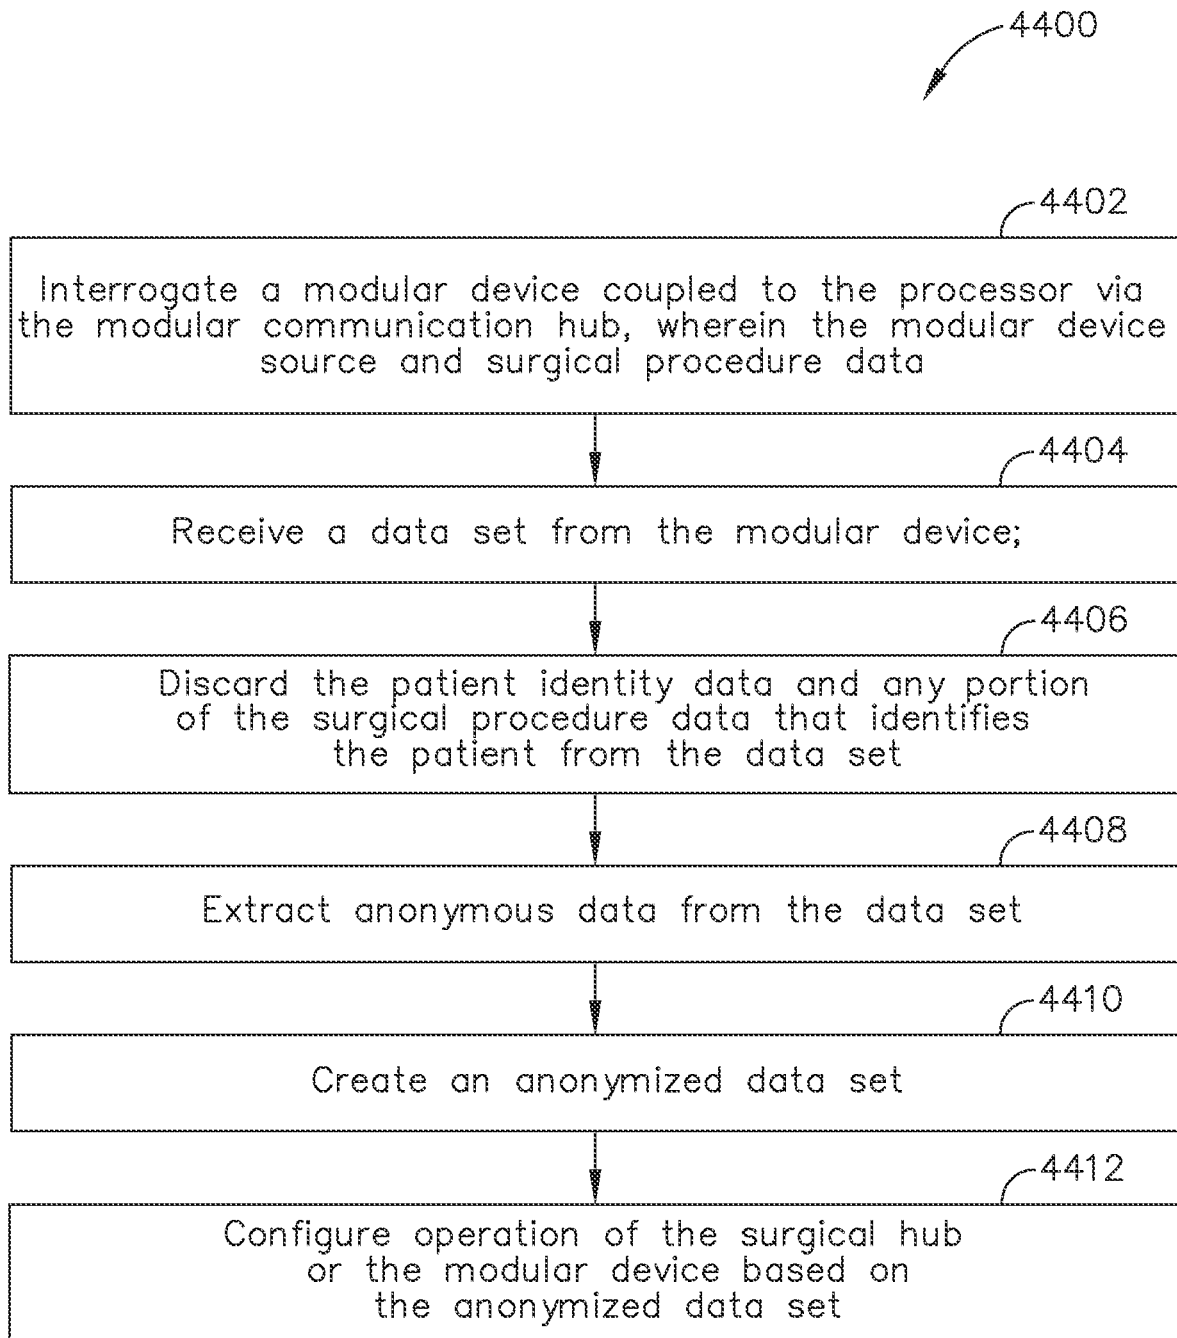 4400
4402
Interrogate a modular device coupled to the processor via
the modular communication hub, wherein the modular device
source and surgical procedure data
4404
Receive a data set from the modular device;
4406
Discard the patient identity data and any portion
of the surgical procedure data that identifies
the patient from the data set
4408
Extract anonymous data from the data set
4410
Create an anonymized data set
4412
Configure operation of the surgical hub
or the modular device based on
the anonymized data set